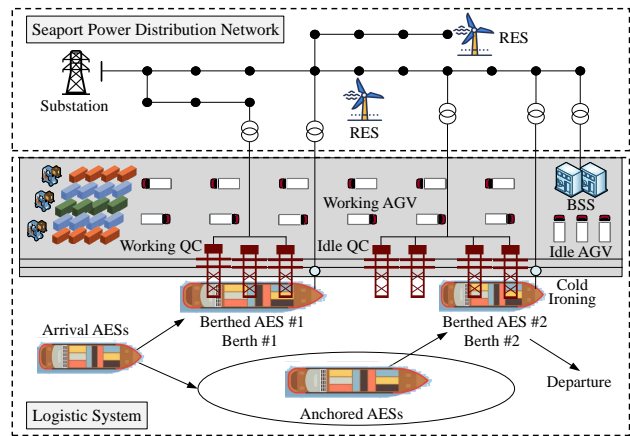 Seaport Power Distribution Network
RES
Substation
RES
Working AGV
BSS
Working QC
Idle QC
Idle AGV
Cold
Ironing
Berthed AES #1
Berth #1
Berthed AES #2
Berth #2
Arrival AESs
Departure
Anchored AESs
Logistic System